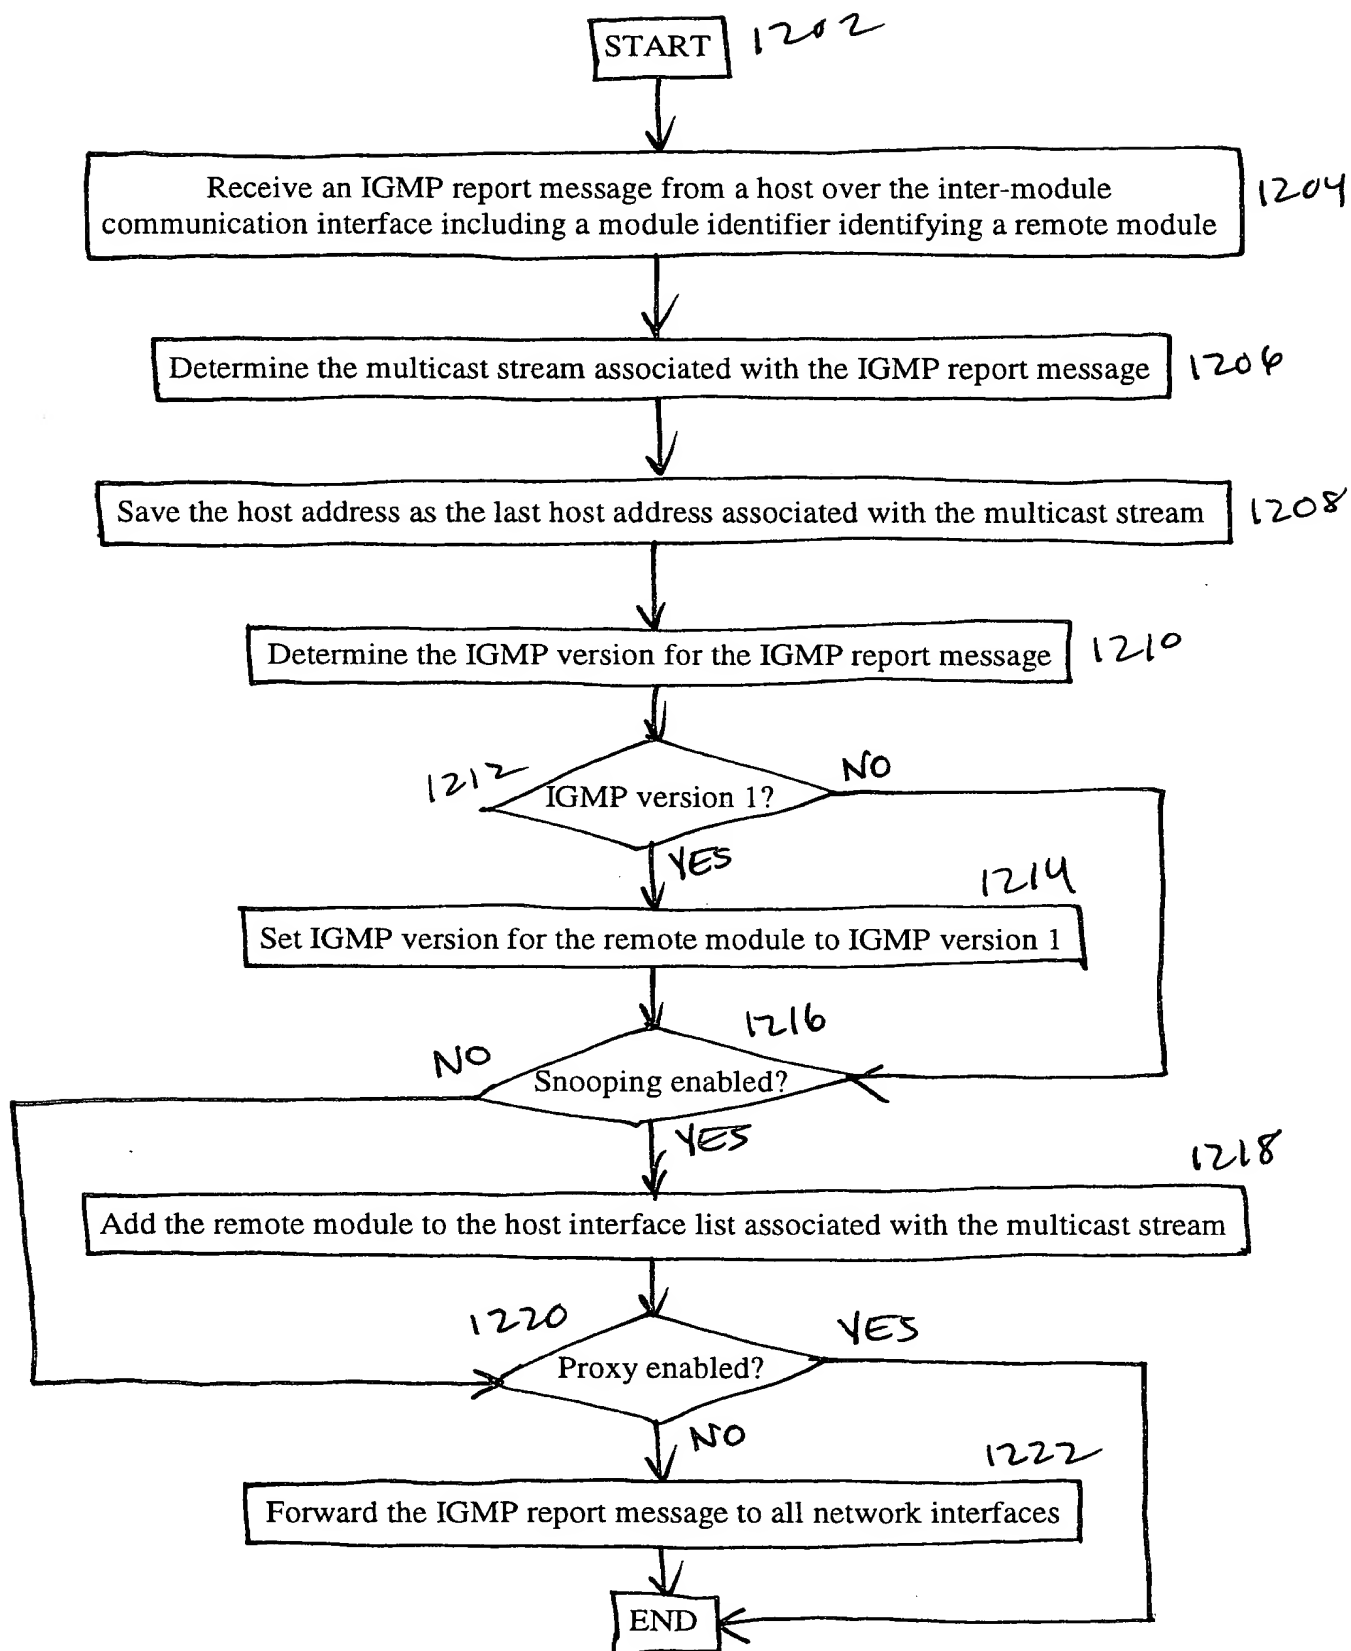 START 1202
Receive an IGMP report message from a host over the inter-module
communication interface including a module identifier identifying a remote module
1204
Determine the multicast stream associated with the IGMP report message 1206
Save the host address as the last host address associated with the multicast stream 1208
Determine the IGMP version for the IGMP report message 1210
1212
IGMP version 1?
NO
YES
1214
Set IGMP version for the remote module to IGMP version 1
1216
NO
Snooping enabled?
YES
1218
Add the remote module to the host interface list associated with the multicast stream
1220
YES
Proxy enabled?
NO
1222
Forward the IGMP report message to all network interfaces
END